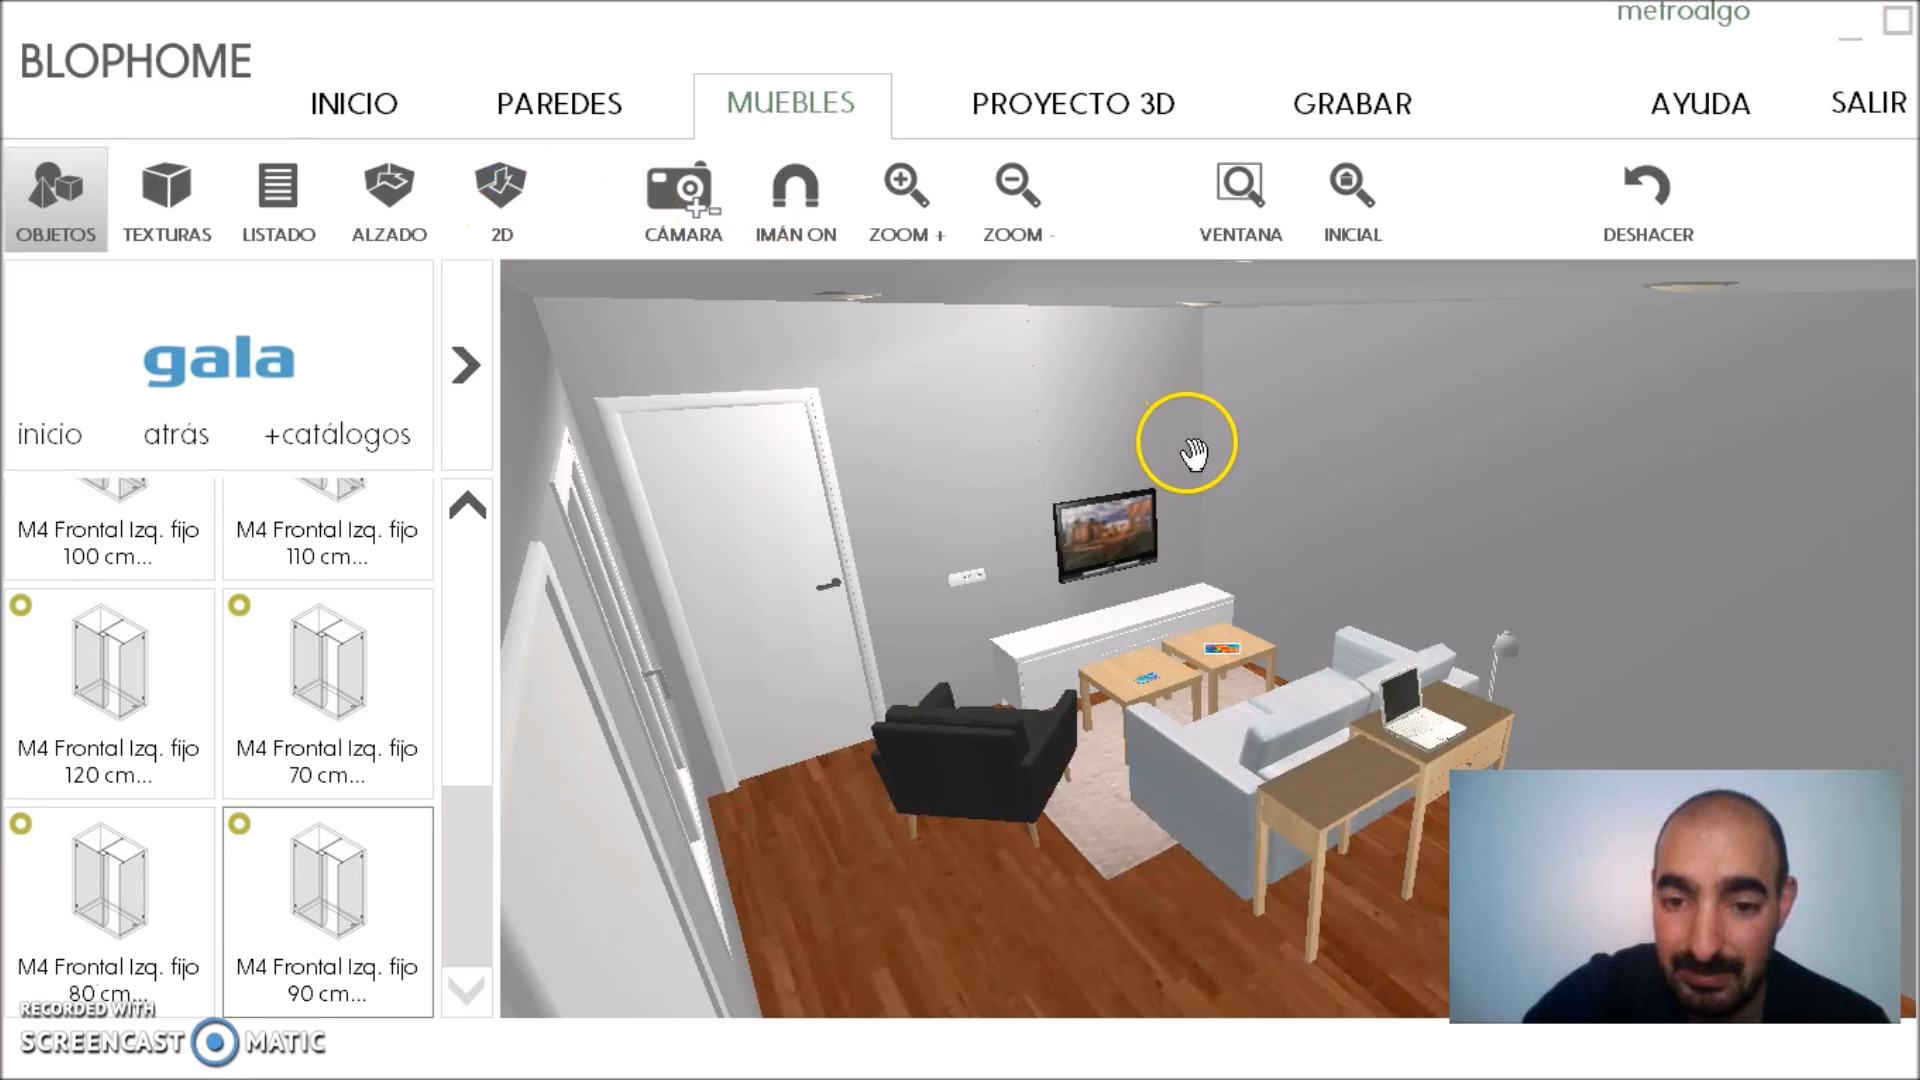 metroalgo
BLOPHOME
INICIO
PAREDES
MUEBLES
PROYECTO 3D
GRABAR
AYUDA
SALIR
OBJETOS
TEXTURAS
LISTADO
ALZADO
2D
CÁMARA
IMÁN ON
ZOOM +
ZOOM -
VENTANA
INICIAL
DESHACER
gala
inicio
atrás
+catálogos
M4 Frontal Izq. fijo
100 cm...
M4 Frontal Izq. fijo
110 cm...
M4 Frontal Izq. fijo
120 cm...
M4 Frontal Izq. fijo
70 cm...
M4 Frontal Izq. fijo
80 cm...
M4 Frontal Izq. fijo
90 cm...
RECORDED WITH
SCREENCAST MATIC